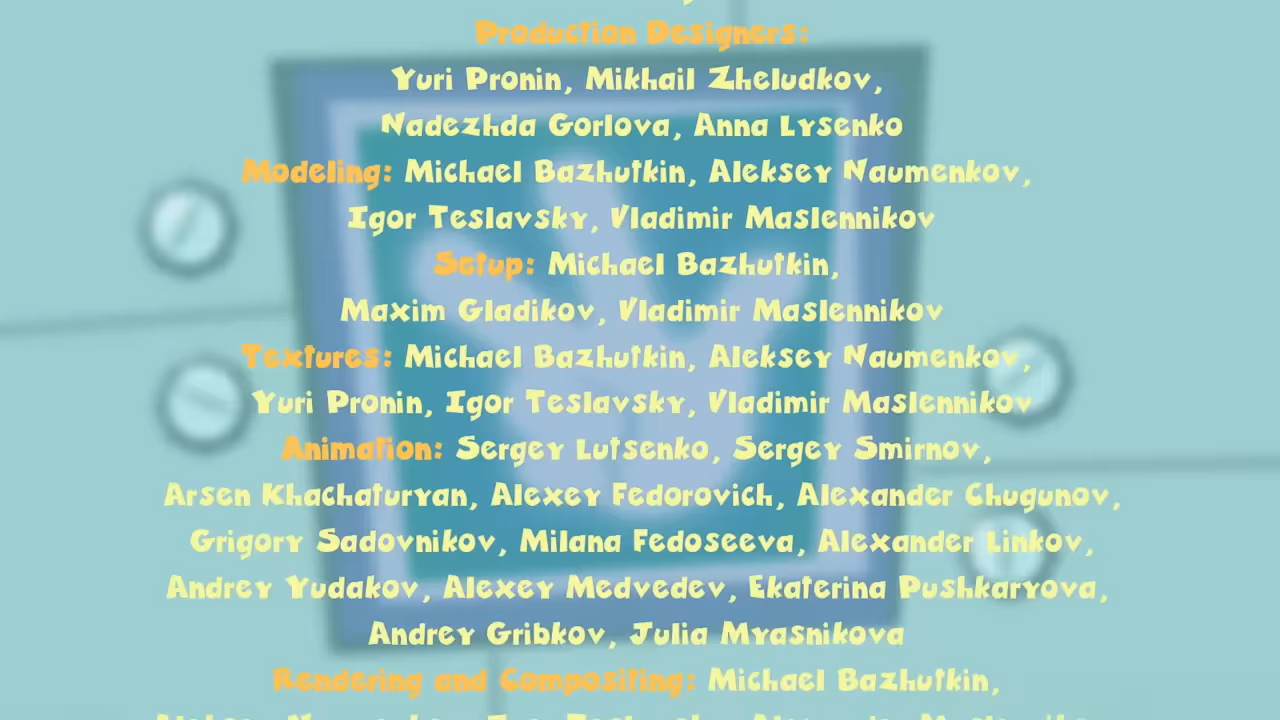 Production Designers:
Yuri Pronin, Mikhail Zheludkov,
Nadezhda Gorlova, Anna Lysenko
Modeling: Michael Bazhutkin, Aleksey Naumenkov,
Igor Teslavsky, Vladimir Maslennikov
Setup: Michael Bazhutkin,
Maxim Gladikov, Vladimir Maslennikov
Textures: Michael Bazhutkin, Aleksey Naumenkov,
Yuri Pronin, Igor Teslavsky, Vladimir Maslennikov
Animation: Sergey Lutsenko, Sergey Smirnov,
Arsen Khachaturyan, Alexey Fedorovich, Alexander Chugunov,
Grigory Sadovnikov, Milana Fedoseeva, Alexander Linkov,
Andrey Yudakov, Alexey Medvedev, Ekaterina Pushkaryova,
Andrey Gribkov, Julia Myasnikova
Rendering and Compositing: Michael Bazhutkin,